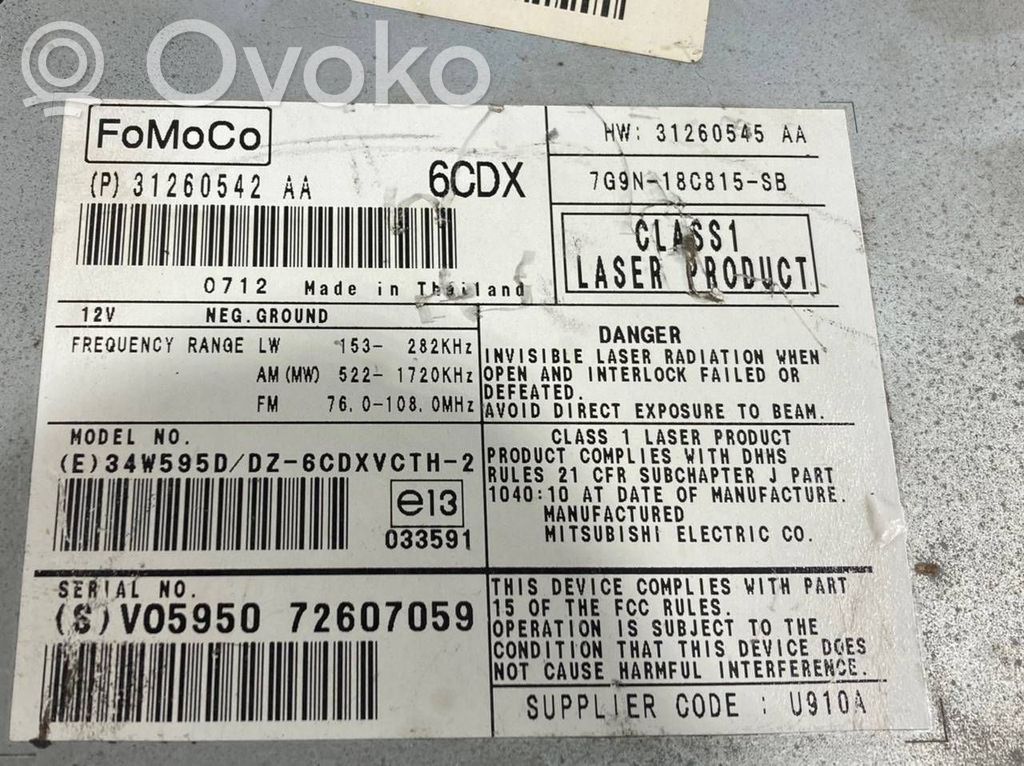 Ovoko
FoMoCo
(P) 31260542 AA
6CDX
0712 Made in Thailand
HW: 31260545 AA
7G9N-18C815-SB
CLASS1
LASER PRODUCT
12V NEG.GROUND
FREQUENCY RANGE LW 153- 282KHz
AM (MW) 522- 1720KHz
FM 76.0-108.0MHz
DANGER
INVISIBLE LASER RADIATION WHEN
OPEN AND INTERLOCK FAILED OR
DEFEATED.
AVOID DIRECT EXPOSURE TO BEAM.
MODEL NO.
(E)34W595D/DZ-6CDXVCTH-2
e13
033591
CLASS 1 LASER PRODUCT
PRODUCT COMPLIES WITH DHHS
RULES 21 CFR SUBCHAPTER J PART
1040:10 AT DATE OF MANUFACTURE.
MANUFACTURED
MITSUBISHI ELECTRIC CO.
SERIAL NO.
(S)VO5950 72607059
THIS DEVICE COMPLIES WITH PART
15 OF THE FCC RULES.
OPERATION IS SUBJECT TO THE
CONDITION THAT THIS DEVICE DOES
NOT CAUSE HARMFUL INTERFERENCE.
SUPPLIER CODE : U910A